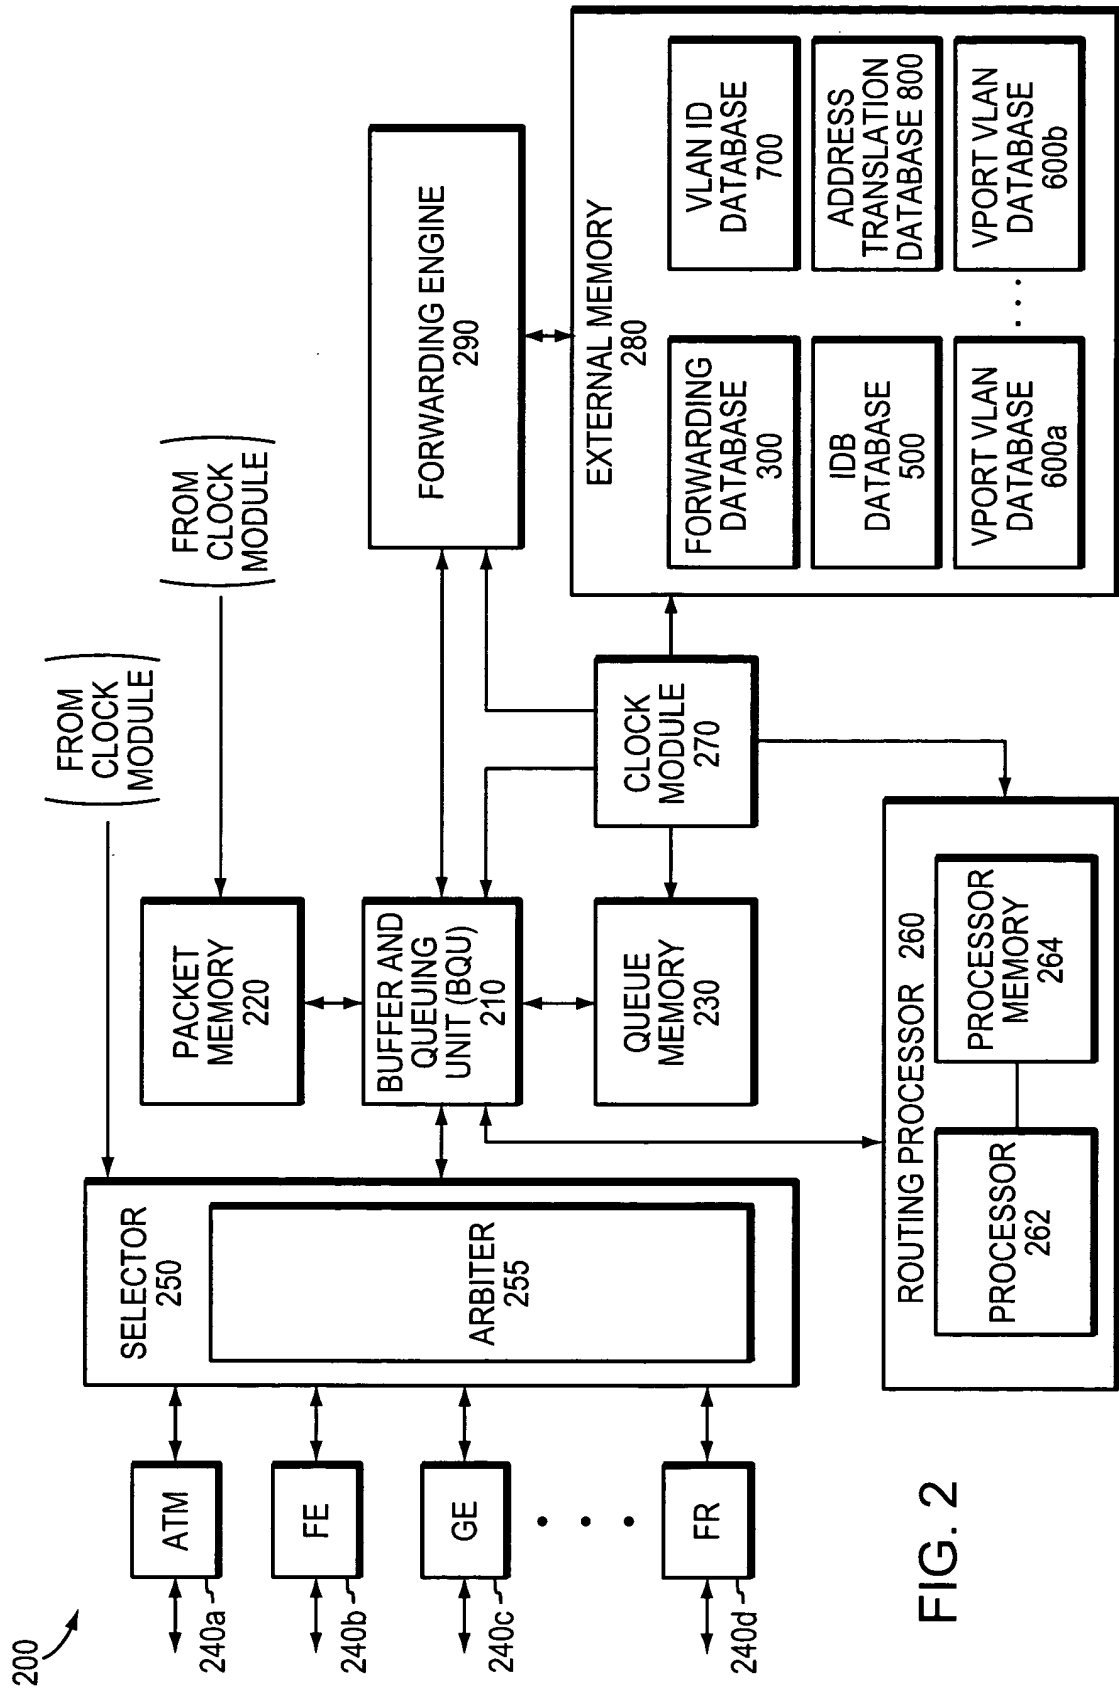 200
240a
ATM
240b
FE
240c
GE
240d
FR
SELECTOR
250
ARBITER
255
(FROM
CLOCK
MODULE)
(FROM
CLOCK
MODULE)
PACKET
MEMORY
220
BUFFER AND
QUEUING
UNIT (BQU)
210
QUEUE
MEMORY
230
CLOCK
MODULE
270
ROUTING PROCESSOR 260
PROCESSOR
262
PROCESSOR
MEMORY
264
FORWARDING ENGINE
290
EXTERNAL MEMORY
280
FORWARDING
DATABASE
300
VLAN ID
DATABASE
700
IDB
DATABASE
500
ADDRESS
TRANSLATION
DATABASE 800
VPORT VLAN
DATABASE
600a
. . .
VPORT VLAN
DATABASE
600b
FIG. 2